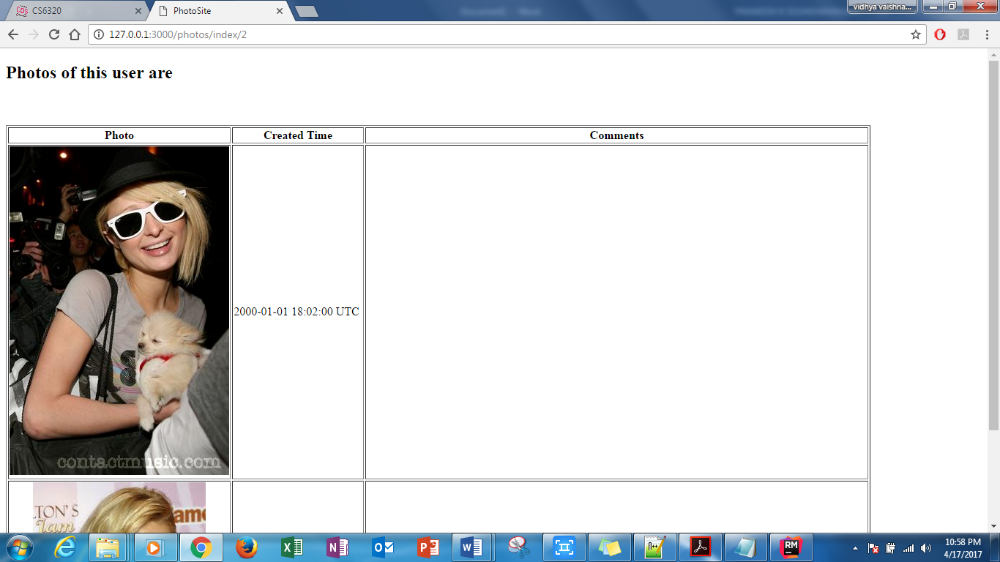 CS6320
PhotoSite
vidhya vaishna...
127.0.0.1:3000/photos/index/2
Photos of this user are
Photo Created Time Comments
2000-01-01 18:02:00 UTC
contactmusic.com
LTON'S
Jam
ame
10:58 PM
4/17/2017